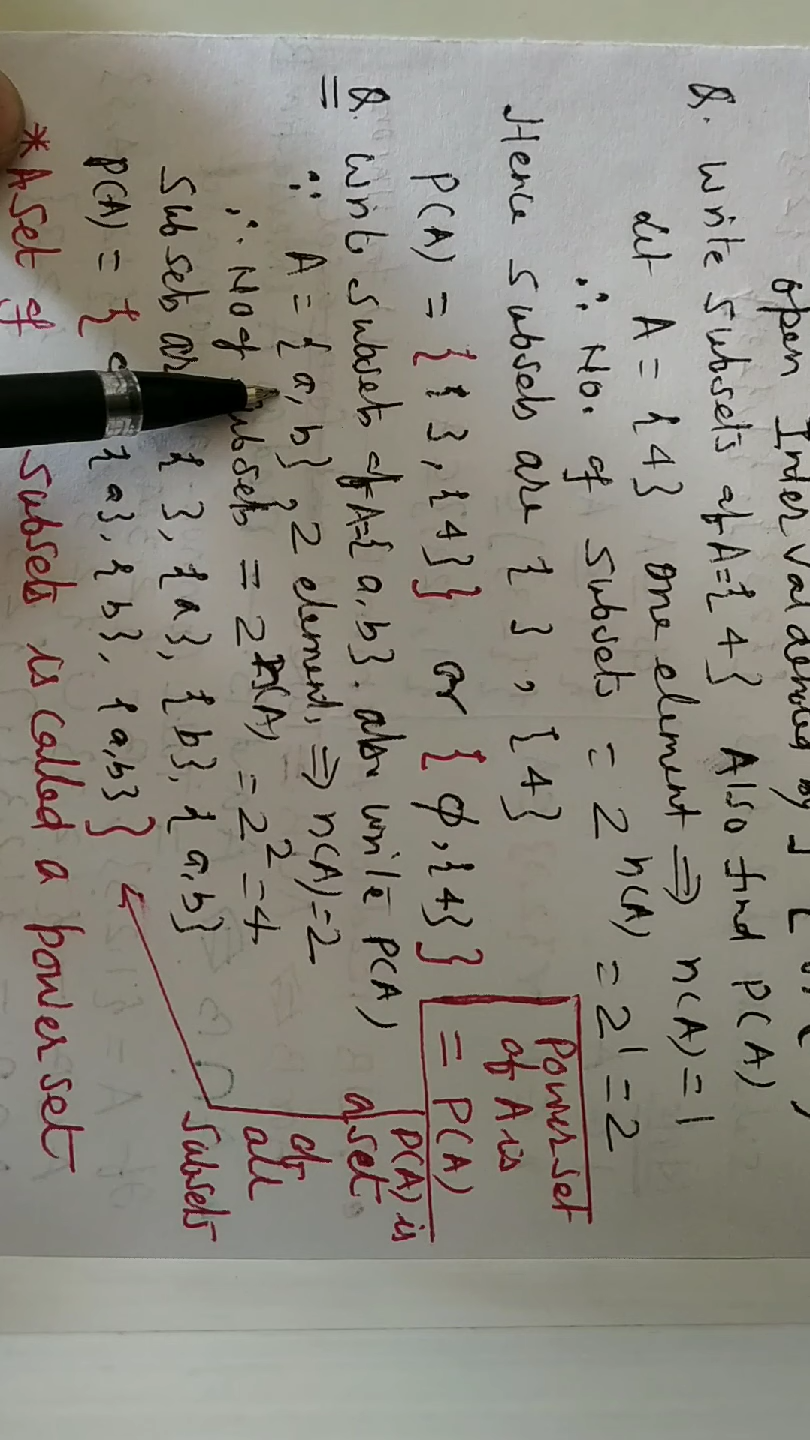 open Interval denotes by
Q. Write Subsets of A={4} Also find P(A)
Let A = {4} one element ⇒ n(A) = 1
∴ No. of Subsets = 2^n(A) = 2^1 = 2
Hence Subsets are { }, {4}
P(A) = { { }, {4} } or { φ, {4} }
Power set
of A is
= P(A)
Q. Write Subsets of A={a,b}. also write P(A)
∵ A = {a, b}, 2 element, ⇒ n(A)=2
∴ No of Subsets = 2^n(A) = 2^2 = 4
Subsets are { }, {a}, {b}, {a,b}
P(A) = { {a}, {b}, {a,b} }
P(A) is
a set
of
all
Subsets
*A Set of Subsets is called a power set